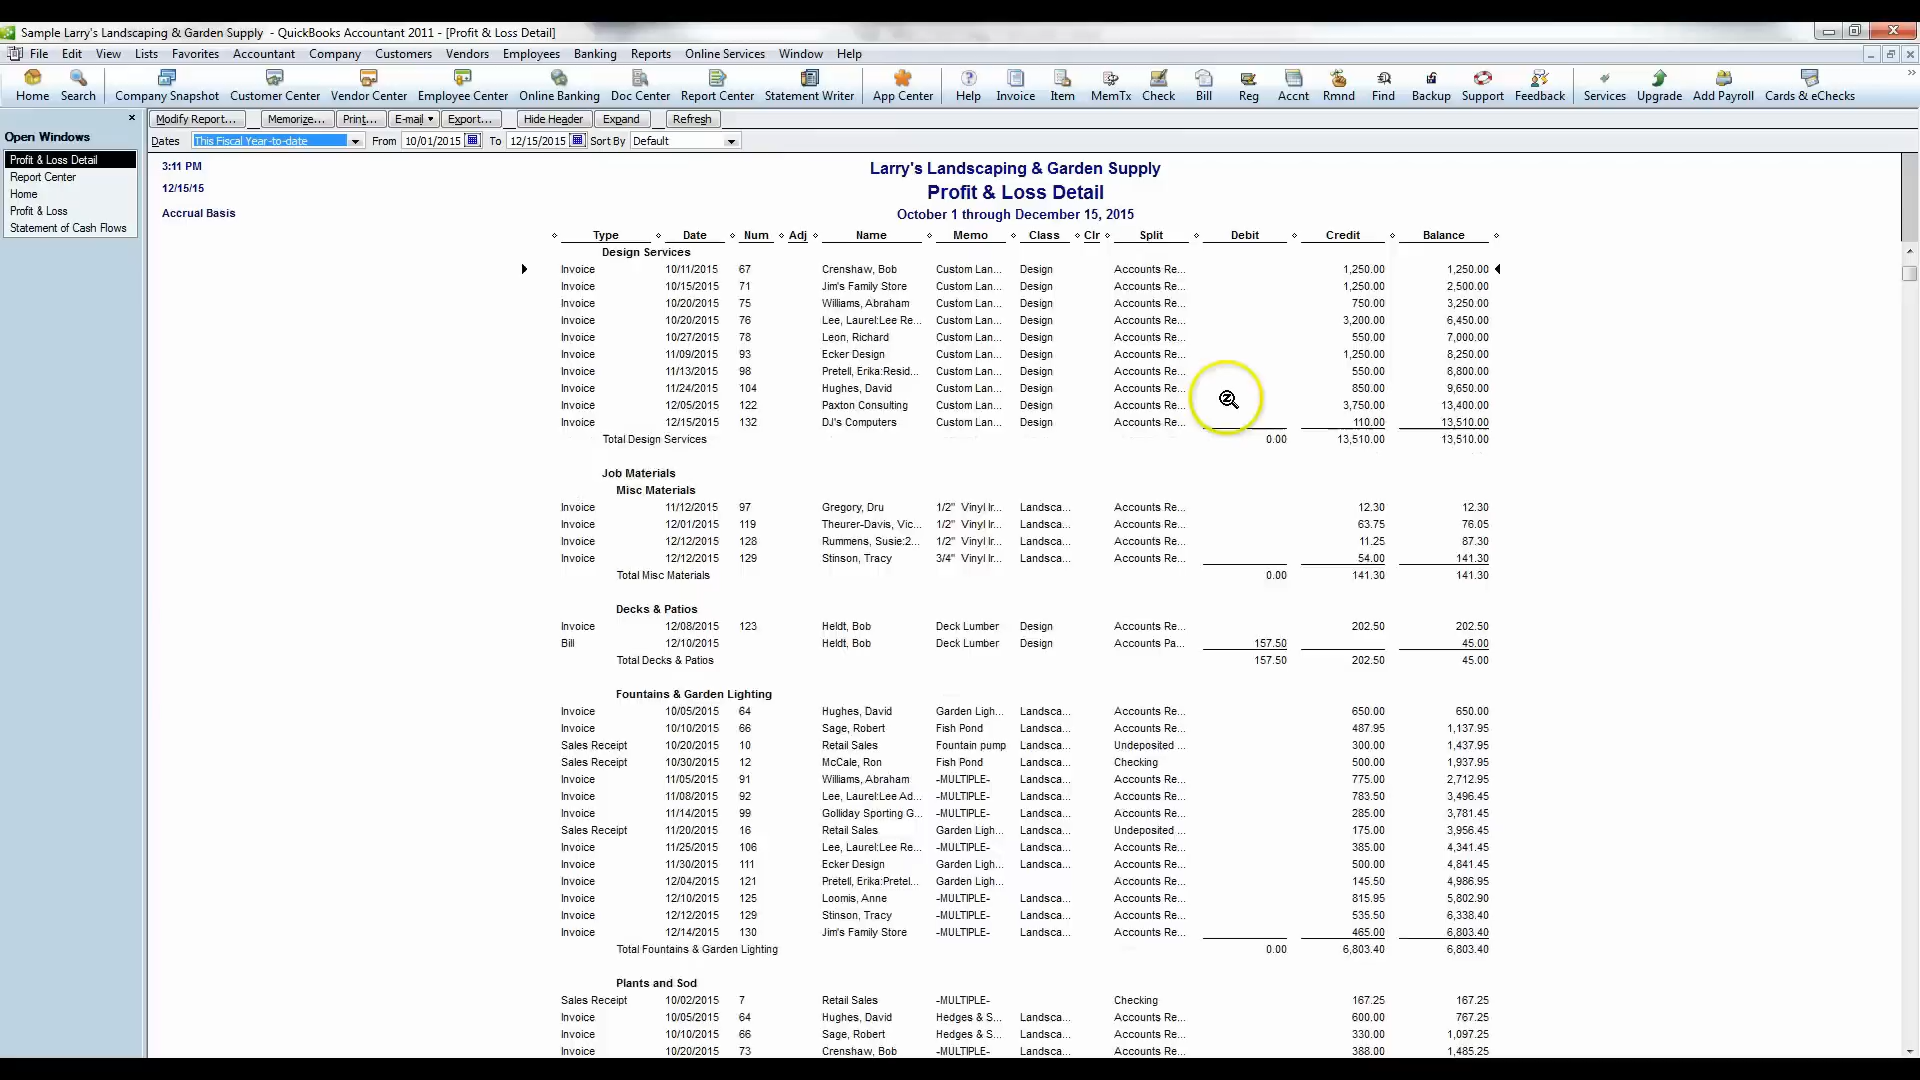 Sample Larry's Landscaping & Garden Supply - QuickBooks Accountant 2011 - [Profit & Loss Detail]
File Edit View Lists Favorites Accountant Company Customers Vendors Employees Banking Reports Online Services Window Help
Home Search Company Snapshot Customer Center Vendor Center Employee Center Online Banking Doc Center Report Center Statement Writer App Center Help Invoice Item MemTx Check Bill Reg Accnt Rmnd Find Backup Support Feedback Services Upgrade Add Payroll Cards & eChecks
Open Windows
Profit & Loss Detail
Report Center
Home
Profit & Loss
Statement of Cash Flows
Modify Report... Memorize... Print... E-mail Export... Hide Header Expand Refresh
Dates This Fiscal Year-to-date From 10/01/2015 To 12/15/2015 Sort By Default
3:11 PM
12/15/15
Accrual Basis
Larry's Landscaping & Garden Supply
Profit & Loss Detail
October 1 through December 15, 2015
Type Date Num Adj Name Memo Class Clr Split Debit Credit Balance
Design Services
Invoice 10/11/2015 67 Crenshaw, Bob Custom Lan... Design Accounts Re... 1,250.00 1,250.00
Invoice 10/15/2015 71 Jim's Family Store Custom Lan... Design Accounts Re... 1,250.00 2,500.00
Invoice 10/20/2015 75 Williams, Abraham Custom Lan... Design Accounts Re... 750.00 3,250.00
Invoice 10/20/2015 76 Lee, Laurel:Lee Re... Custom Lan... Design Accounts Re... 3,200.00 6,450.00
Invoice 10/27/2015 78 Leon, Richard Custom Lan... Design Accounts Re... 550.00 7,000.00
Invoice 11/09/2015 93 Ecker Design Custom Lan... Design Accounts Re... 1,250.00 8,250.00
Invoice 11/13/2015 98 Pretell, Erika:Resid... Custom Lan... Design Accounts Re... 550.00 8,800.00
Invoice 11/24/2015 104 Hughes, David Custom Lan... Design Accounts Re... 850.00 9,650.00
Invoice 12/05/2015 122 Paxton Consulting Custom Lan... Design Accounts Re... 3,750.00 13,400.00
Invoice 12/15/2015 132 DJ's Computers Custom Lan... Design Accounts Re... 110.00 13,510.00
Total Design Services 0.00 13,510.00 13,510.00
Job Materials
Misc Materials
Invoice 11/12/2015 97 Gregory, Dru 1/2" Vinyl Ir... Landsca... Accounts Re... 12.30 12.30
Invoice 12/01/2015 119 Theurer-Davis, Vic... 1/2" Vinyl Ir... Landsca... Accounts Re... 63.75 76.05
Invoice 12/12/2015 128 Rummens, Susie:2... 1/2" Vinyl Ir... Landsca... Accounts Re... 11.25 87.30
Invoice 12/12/2015 129 Stinson, Tracy 3/4" Vinyl Ir... Landsca... Accounts Re... 54.00 141.30
Total Misc Materials 0.00 141.30 141.30
Decks & Patios
Invoice 12/08/2015 123 Heldt, Bob Deck Lumber Design Accounts Re... 202.50 202.50
Bill 12/10/2015 Heldt, Bob Deck Lumber Design Accounts Pa... 157.50 45.00
Total Decks & Patios 157.50 202.50 45.00
Fountains & Garden Lighting
Invoice 10/05/2015 64 Hughes, David Garden Ligh... Landsca... Accounts Re... 650.00 650.00
Invoice 10/10/2015 66 Sage, Robert Fish Pond Landsca... Accounts Re... 487.95 1,137.95
Sales Receipt 10/20/2015 10 Retail Sales Fountain pump Landsca... Undeposited ... 300.00 1,437.95
Sales Receipt 10/30/2015 12 McCale, Ron Fish Pond Landsca... Checking 500.00 1,937.95
Invoice 11/05/2015 91 Williams, Abraham -MULTIPLE- Landsca... Accounts Re... 775.00 2,712.95
Invoice 11/08/2015 92 Lee, Laurel:Lee Ad... -MULTIPLE- Landsca... Accounts Re... 783.50 3,496.45
Invoice 11/14/2015 99 Golliday Sporting G... -MULTIPLE- Landsca... Accounts Re... 285.00 3,781.45
Sales Receipt 11/20/2015 16 Retail Sales Garden Ligh... Landsca... Undeposited ... 175.00 3,956.45
Invoice 11/25/2015 106 Lee, Laurel:Lee Re... -MULTIPLE- Landsca... Accounts Re... 385.00 4,341.45
Invoice 11/30/2015 111 Ecker Design Garden Ligh... Landsca... Accounts Re... 500.00 4,841.45
Invoice 12/04/2015 121 Pretell, Erika:Pretel... Garden Ligh... Accounts Re... 145.50 4,986.95
Invoice 12/10/2015 125 Loomis, Anne -MULTIPLE- Landsca... Accounts Re... 815.95 5,802.90
Invoice 12/12/2015 129 Stinson, Tracy -MULTIPLE- Landsca... Accounts Re... 535.50 6,338.40
Invoice 12/14/2015 130 Jim's Family Store -MULTIPLE- Landsca... Accounts Re... 465.00 6,803.40
Total Fountains & Garden Lighting 0.00 6,803.40 6,803.40
Plants and Sod
Sales Receipt 10/02/2015 7 Retail Sales -MULTIPLE- Checking 167.25 167.25
Invoice 10/05/2015 64 Hughes, David Hedges & S... Landsca... Accounts Re... 600.00 767.25
Invoice 10/10/2015 66 Sage, Robert Hedges & S... Landsca... Accounts Re... 330.00 1,097.25
Invoice 10/20/2015 73 Crenshaw, Bob -MULTIPLE- Landsca... Accounts Re... 388.00 1,485.25